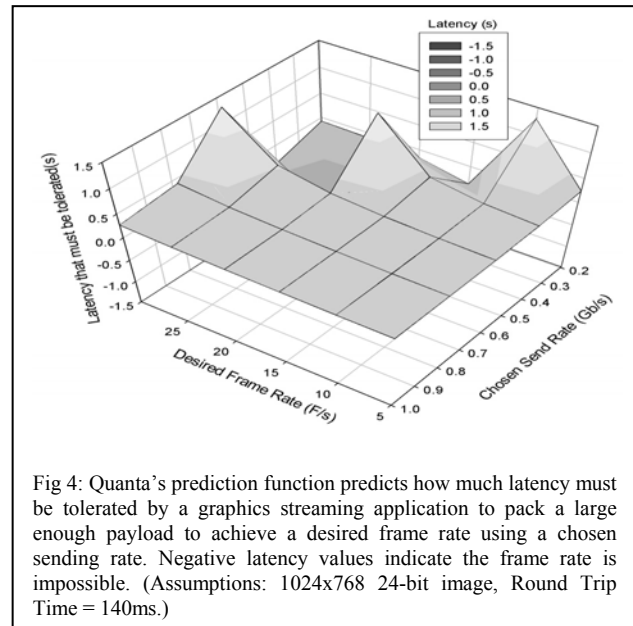 Latency (s)
-1.5
-1.0
-0.5
0.0
0.5
1.0
1.5
Latency that must be tolerated(s)
1.5
1.0
0.5
0.0
-0.5
-1.0
-1.5
25
20
15
10
5
Desired Frame Rate (F/s)
0.2
0.3
0.4
0.5
0.6
0.7
0.8
0.9
1.0
Chosen Send Rate (Gb/s)
Fig 4: Quanta's prediction function predicts how much latency must
be tolerated by a graphics streaming application to pack a large
enough payload to achieve a desired frame rate using a chosen
sending rate. Negative latency values indicate the frame rate is
impossible. (Assumptions: 1024x768 24-bit image, Round Trip
Time = 140ms.)